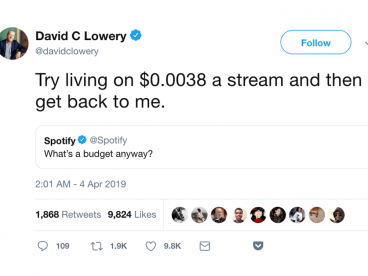 David C Lowery
@davidclowery
Follow
Try living on $0.0038 a stream and then
get back to me.
Spotify @Spotify
What's a budget anyway?
2:01 AM - 4 Apr 2019
1,868 Retweets 9,824 Likes
109 1.9K 9.8K